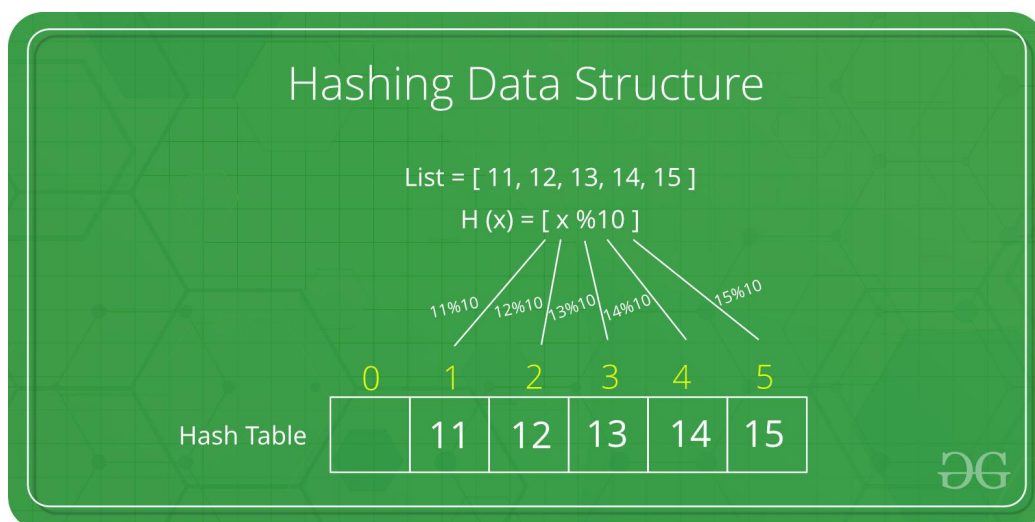 Hashing Data Structure
List = [ 11, 12, 13, 14, 15 ]
H (x) = [ x %10 ]
11%10 12%10 13%10 14%10 15%10
0 1 2 3 4 5
Hash Table 11 12 13 14 15